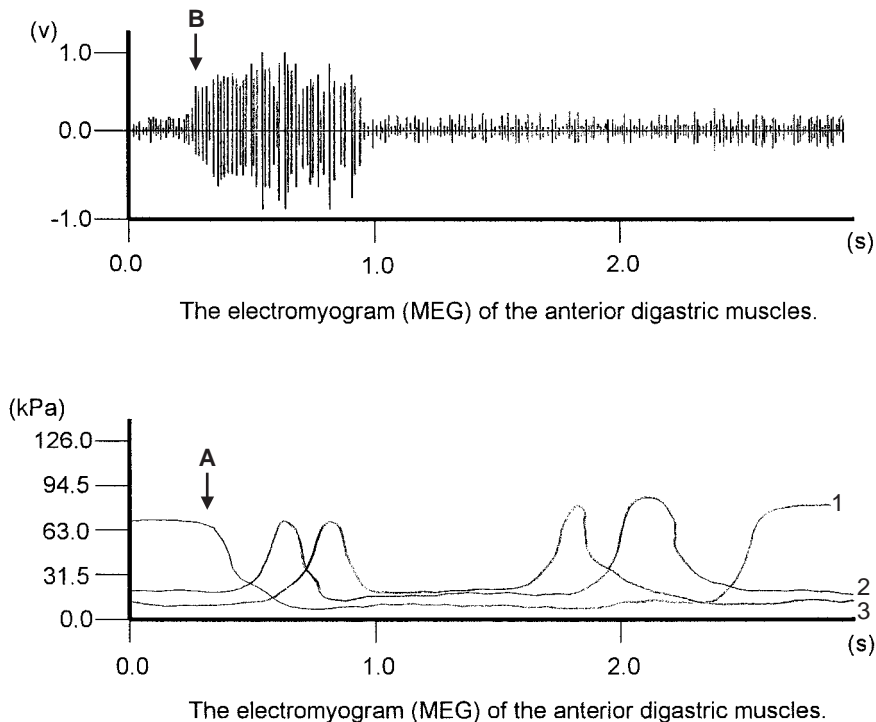 (v)
B
1.0
0.0
-1.0
(s)
0.0
1.0
2.0
The electromyogram (MEG) of the anterior digastric muscles.
(kPa)
126.0
A
94.5
1
63.0
31.5
2
0.0
3
(s)
0.0
1.0
2.0
The electromyogram (MEG) of the anterior digastric muscles.